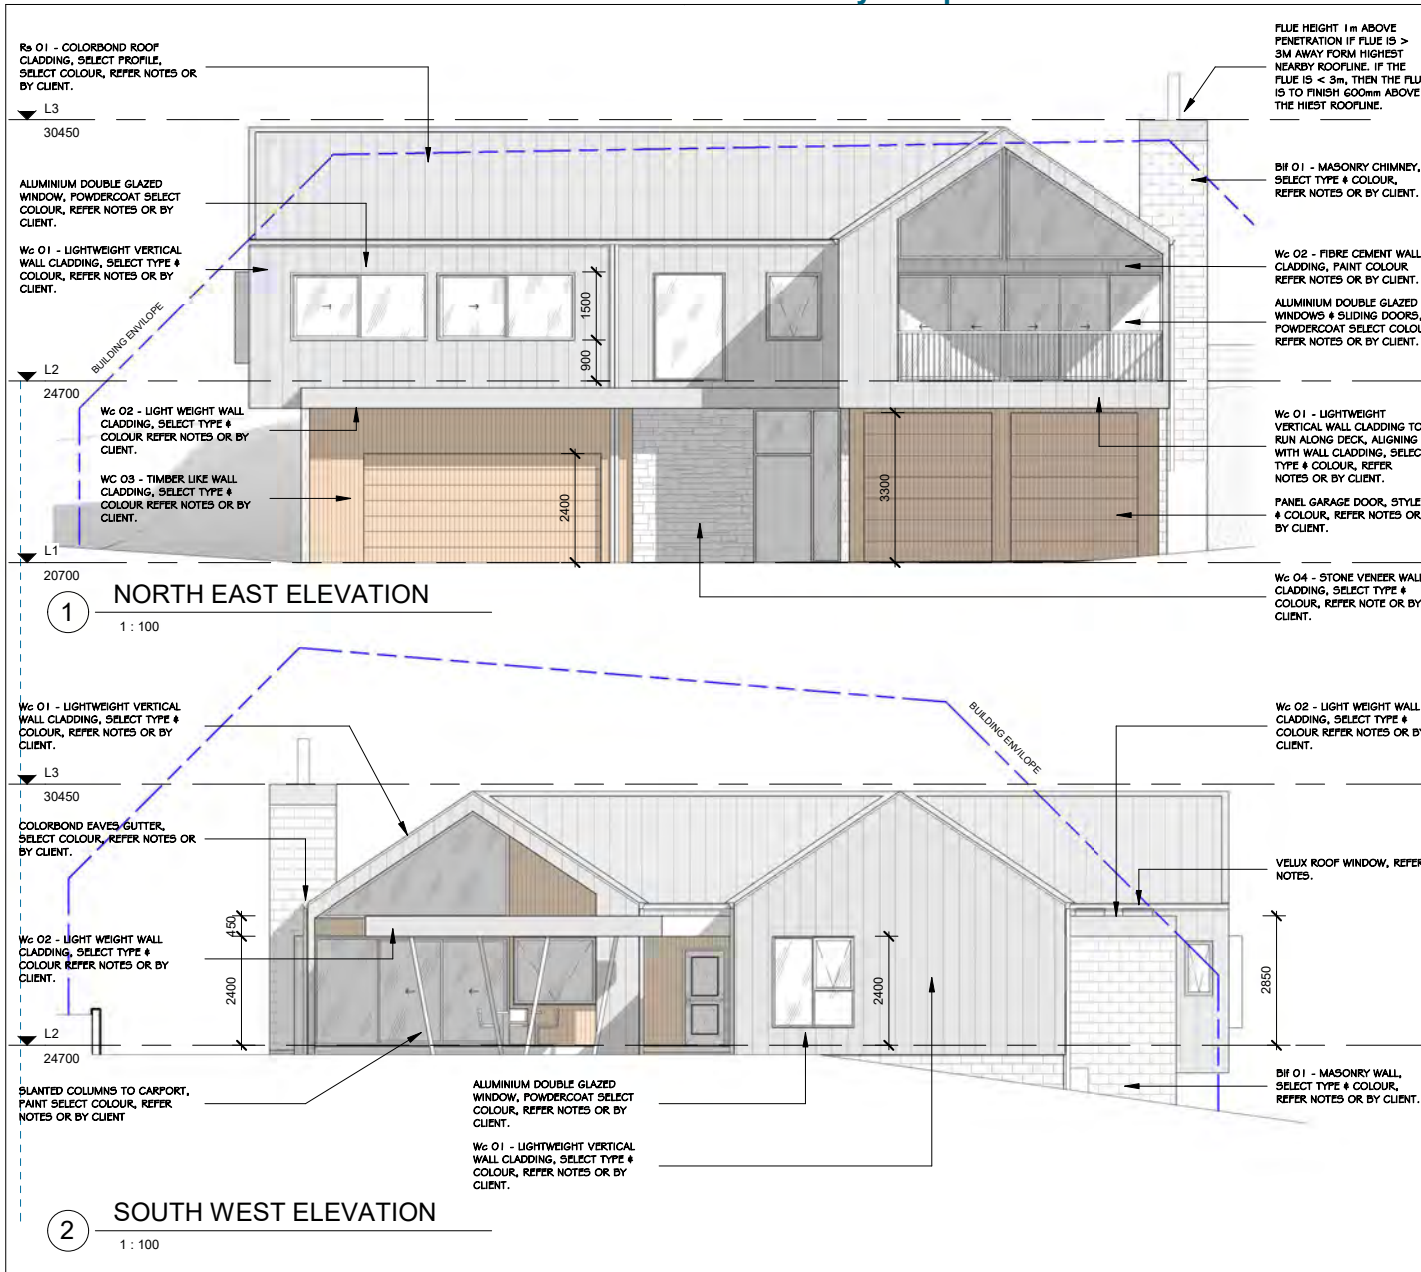 Rs 01 - COLORBOND ROOF
CLADDING, SELECT PROFILE,
SELECT COLOUR, REFER NOTES OR
BY CLIENT.
L3
30450
ALUMINIUM DOUBLE GLAZED
WINDOW, POWDERCOAT SELECT
COLOUR, REFER NOTES OR BY
CLIENT.
Wc 01 - LIGHTWEIGHT VERTICAL
WALL CLADDING, SELECT TYPE &
COLOUR, REFER NOTES OR BY
CLIENT.
BUILDING ENVILOPE
L2
24700
Wc 02 - LIGHT WEIGHT WALL
CLADDING, SELECT TYPE &
COLOUR REFER NOTES OR BY
CLIENT.
WC 03 - TIMBER LIKE WALL
CLADDING, SELECT TYPE &
COLOUR REFER NOTES OR BY
CLIENT.
L1
20700
1500
900
2400
3300
FLUE HEIGHT 1m ABOVE
PENETRATION IF FLUE IS >
3M AWAY FORM HIGHEST
NEARBY ROOFLINE. IF THE
FLUE IS < 3m, THEN THE FLU
IS TO FINISH 600mm ABOVE
THE HIEST ROOFLINE.
Blf 01 - MASONRY CHIMNEY,
SELECT TYPE & COLOUR,
REFER NOTES OR BY CLIENT.
Wc 02 - FIBRE CEMENT WALL
CLADDING, PAINT COLOUR
REFER NOTES OR BY CLIENT.
ALUMINIUM DOUBLE GLAZED
WINDOWS & SLIDING DOORS,
POWDERCOAT SELECT COLOU
REFER NOTES OR BY CLIENT.
Wc 01 - LIGHTWEIGHT
VERTICAL WALL CLADDING TO
RUN ALONG DECK, ALIGNING
WITH WALL CLADDING, SELEC
TYPE & COLOUR, REFER
NOTES OR BY CLIENT.
PANEL GARAGE DOOR, STYLE
& COLOUR, REFER NOTES OR
BY CLIENT.
Wc 04 - STONE VENEER WALL
CLADDING, SELECT TYPE &
COLOUR, REFER NOTE OR BY
CLIENT.
1
NORTH EAST ELEVATION
1 : 100
Wc 01 - LIGHTWEIGHT VERTICAL
WALL CLADDING, SELECT TYPE &
COLOUR, REFER NOTES OR BY
CLIENT.
L3
30450
COLORBOND EAVES GUTTER,
SELECT COLOUR, REFER NOTES OR
BY CLIENT.
Wc 02 - LIGHT WEIGHT WALL
CLADDING, SELECT TYPE &
COLOUR REFER NOTES OR BY
CLIENT.
L2
24700
SLANTED COLUMNS TO CARPORT,
PAINT SELECT COLOUR, REFER
NOTES OR BY CLIENT
450
2400
2400
2850
BUILDING ENVILOPE
ALUMINIUM DOUBLE GLAZED
WINDOW, POWDERCOAT SELECT
COLOUR, REFER NOTES OR BY
CLIENT.
Wc 01 - LIGHTWEIGHT VERTICAL
WALL CLADDING, SELECT TYPE &
COLOUR, REFER NOTES OR BY
CLIENT.
Wc 02 - LIGHT WEIGHT WALL
CLADDING, SELECT TYPE &
COLOUR REFER NOTES OR BY
CLIENT.
VELUX ROOF WINDOW, REFER
NOTES.
Blf 01 - MASONRY WALL,
SELECT TYPE & COLOUR,
REFER NOTES OR BY CLIENT.
2
SOUTH WEST ELEVATION
1 : 100